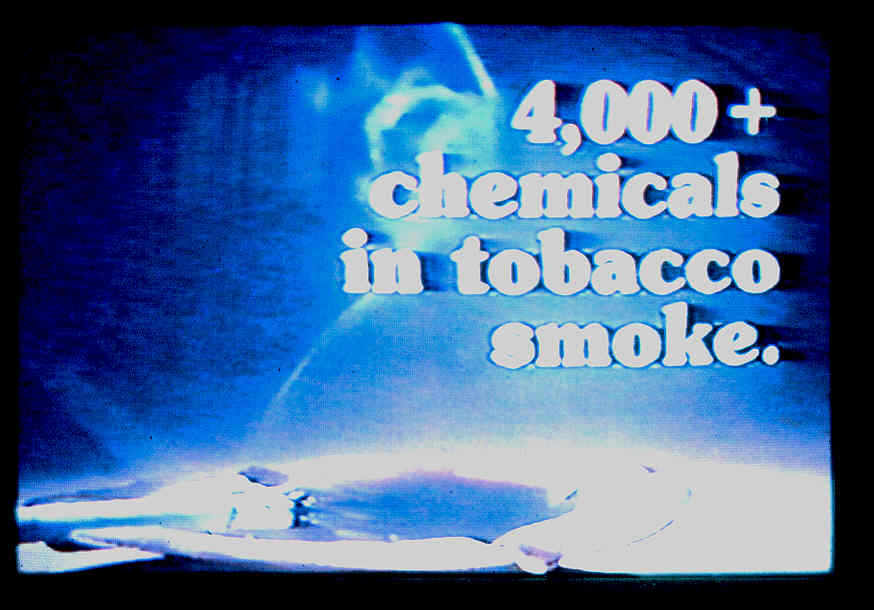 4,000+
chemicals
in tobacco
smoke.